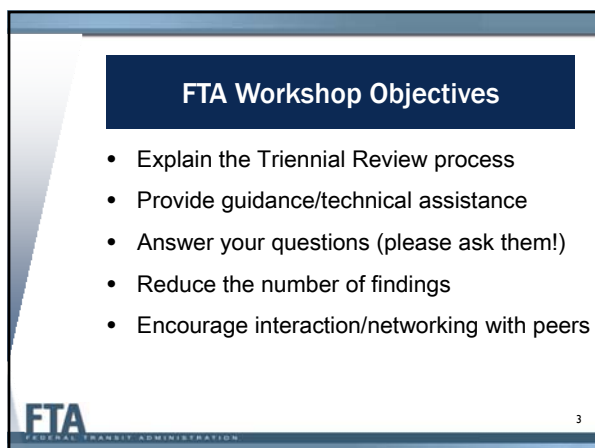 FTA Workshop Objectives
• Explain the Triennial Review process
• Provide guidance/technical assistance
• Answer your questions (please ask them!)
• Reduce the number of findings
• Encourage interaction/networking with peers
FTA
FEDERAL TRANSIT ADMINISTRATION
3